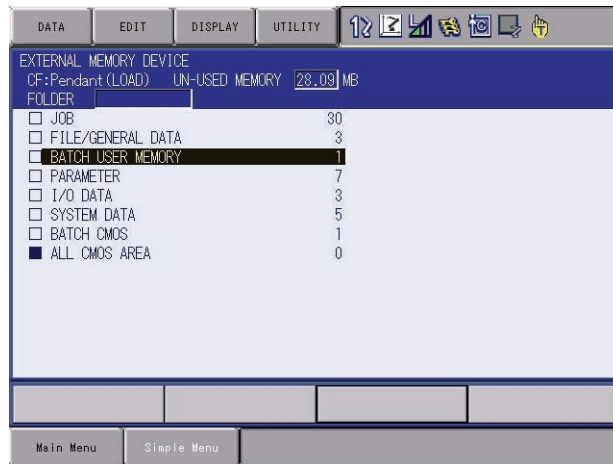 DATA EDIT DISPLAY UTILITY
EXTERNAL MEMORY DEVICE
CF:Pendant(LOAD) UN-USED MEMORY 28.09 MB
FOLDER
JOB 30
FILE/GENERAL DATA 3
BATCH USER MEMORY 1
PARAMETER 7
I/O DATA 3
SYSTEM DATA 5
BATCH CMOS 1
ALL CMOS AREA 0
Main Menu Simple Menu